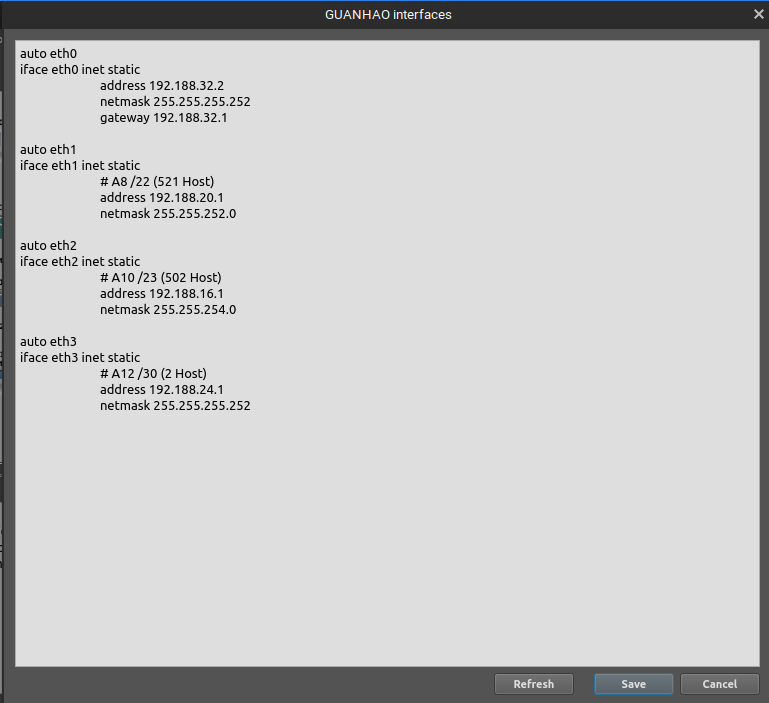 GUANHAO interfaces
auto eth0
iface eth0 inet static
address 192.188.32.2
netmask 255.255.255.252
gateway 192.188.32.1
auto eth1
iface eth1 inet static
# A8 /22 (521 Host)
address 192.188.20.1
netmask 255.255.252.0
auto eth2
iface eth2 inet static
# A10 /23 (502 Host)
address 192.188.16.1
netmask 255.255.254.0
auto eth3
iface eth3 inet static
# A12 /30 (2 Host)
address 192.188.24.1
netmask 255.255.255.252
Refresh Save Cancel